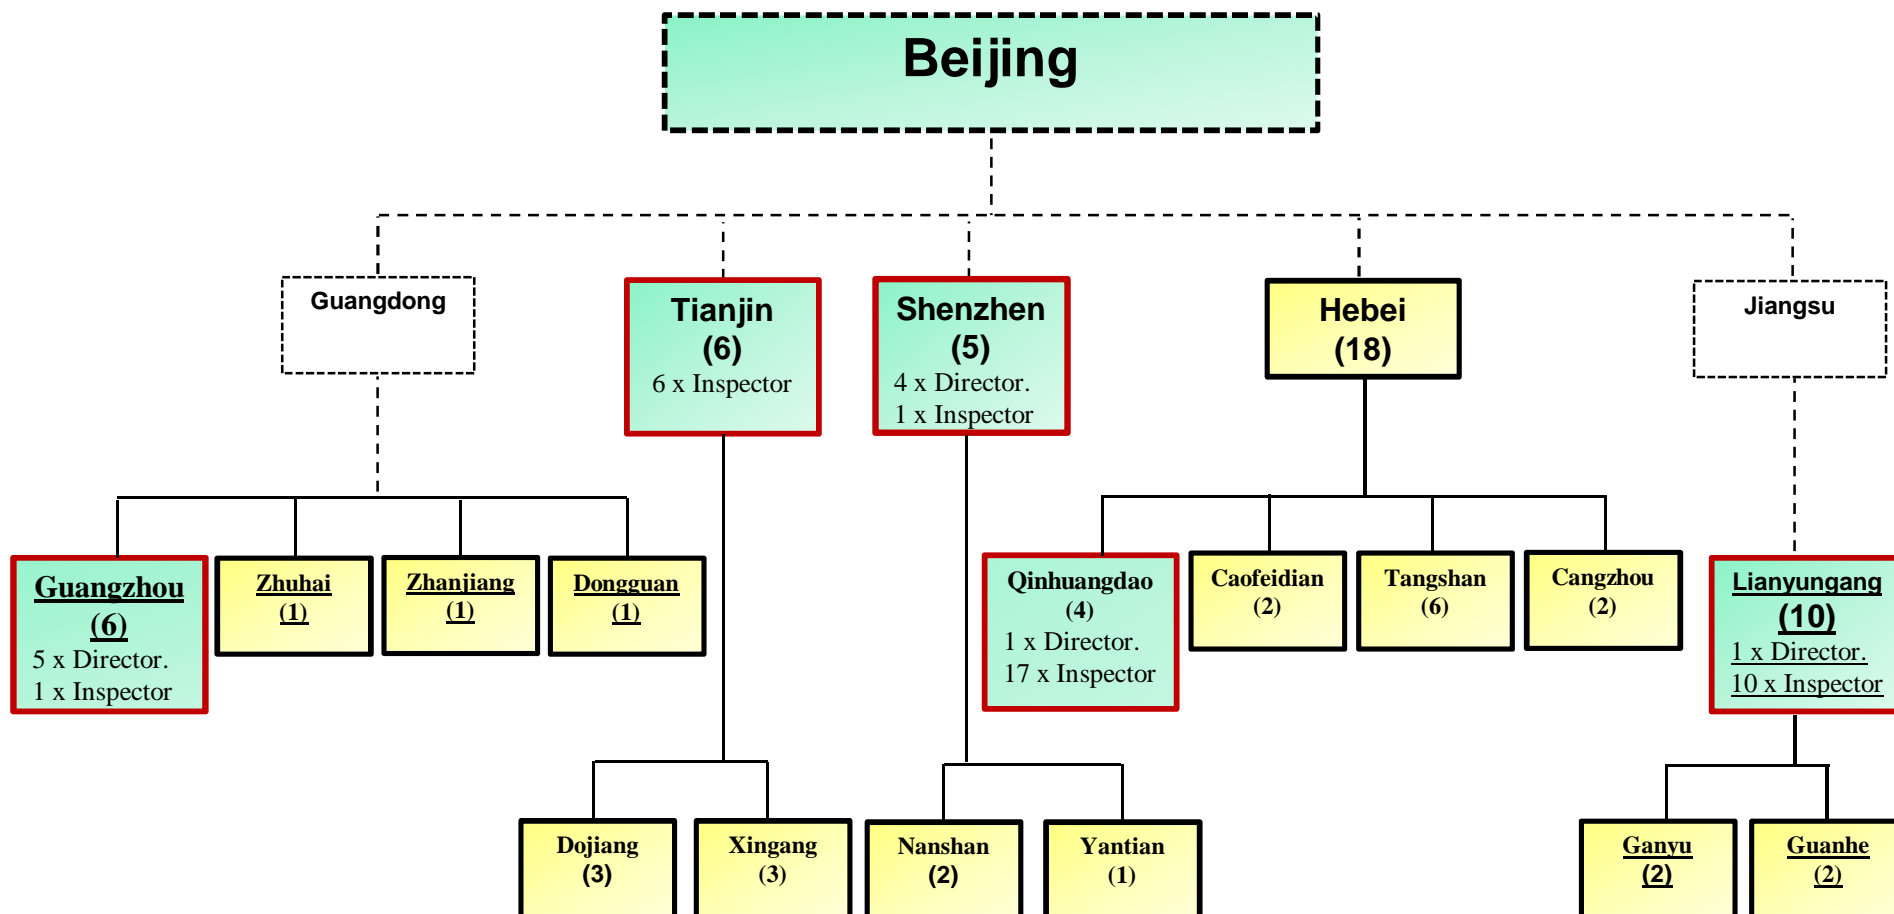 Beijing
Guangdong
Tianjin
(6)
6 x Inspector
Shenzhen
(5)
4 x Director.
1 x Inspector
Hebei
(18)
Jiangsu
Guangzhou
(6)
5 x Director.
1 x Inspector
Zhuhai
(1)
Zhanjiang
(1)
Dongguan
(1)
Qinhuangdao
(4)
1 x Director.
17 x Inspector
Caofeidian
(2)
Tangshan
(6)
Cangzhou
(2)
Lianyungang
(10)
1 x Director.
10 x Inspector
Dojiang
(3)
Xingang
(3)
Nanshan
(2)
Yantian
(1)
Ganyu
(2)
Guanhe
(2)